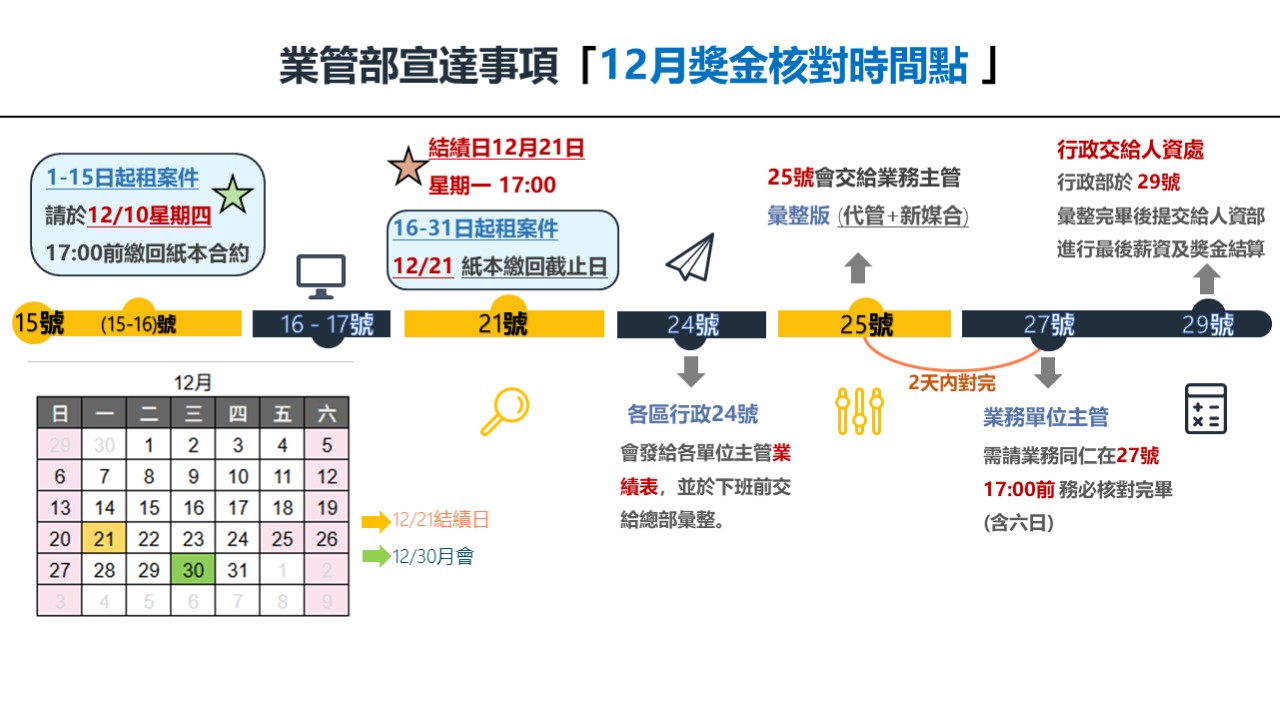 業管部宣達事項「12月獎金核對時間點 」
1-15日起租案件
請於12/10星期四
17:00前繳回紙本合約
結績日12月21日
星期一 17:00
16-31日起租案件
12/21 紙本繳回截止日
25號會交給業務主管
彙整版 (代管+新媒合)
行政交給人資處
行政部於 29號
彙整完畢後提交給人資部
進行最後薪資及獎金結算
15號
(15-16)號
16 - 17號
21號
24號
25號
27號
29號
2天內對完
各區行政24號
會發給各單位主管業
績表，並於下班前交
給總部彙整。
業務單位主管
需請業務同仁在27號
17:00前 務必核對完畢
(含六日)
12月
日 一 二 三 四 五 六
29 30 1 2 3 4 5
6 7 8 9 10 11 12
13 14 15 16 17 18 19
20 21 22 23 24 25 26
27 28 29 30 31 1 2
3 4 5 6 7 8 9
12/21結績日
12/30月會